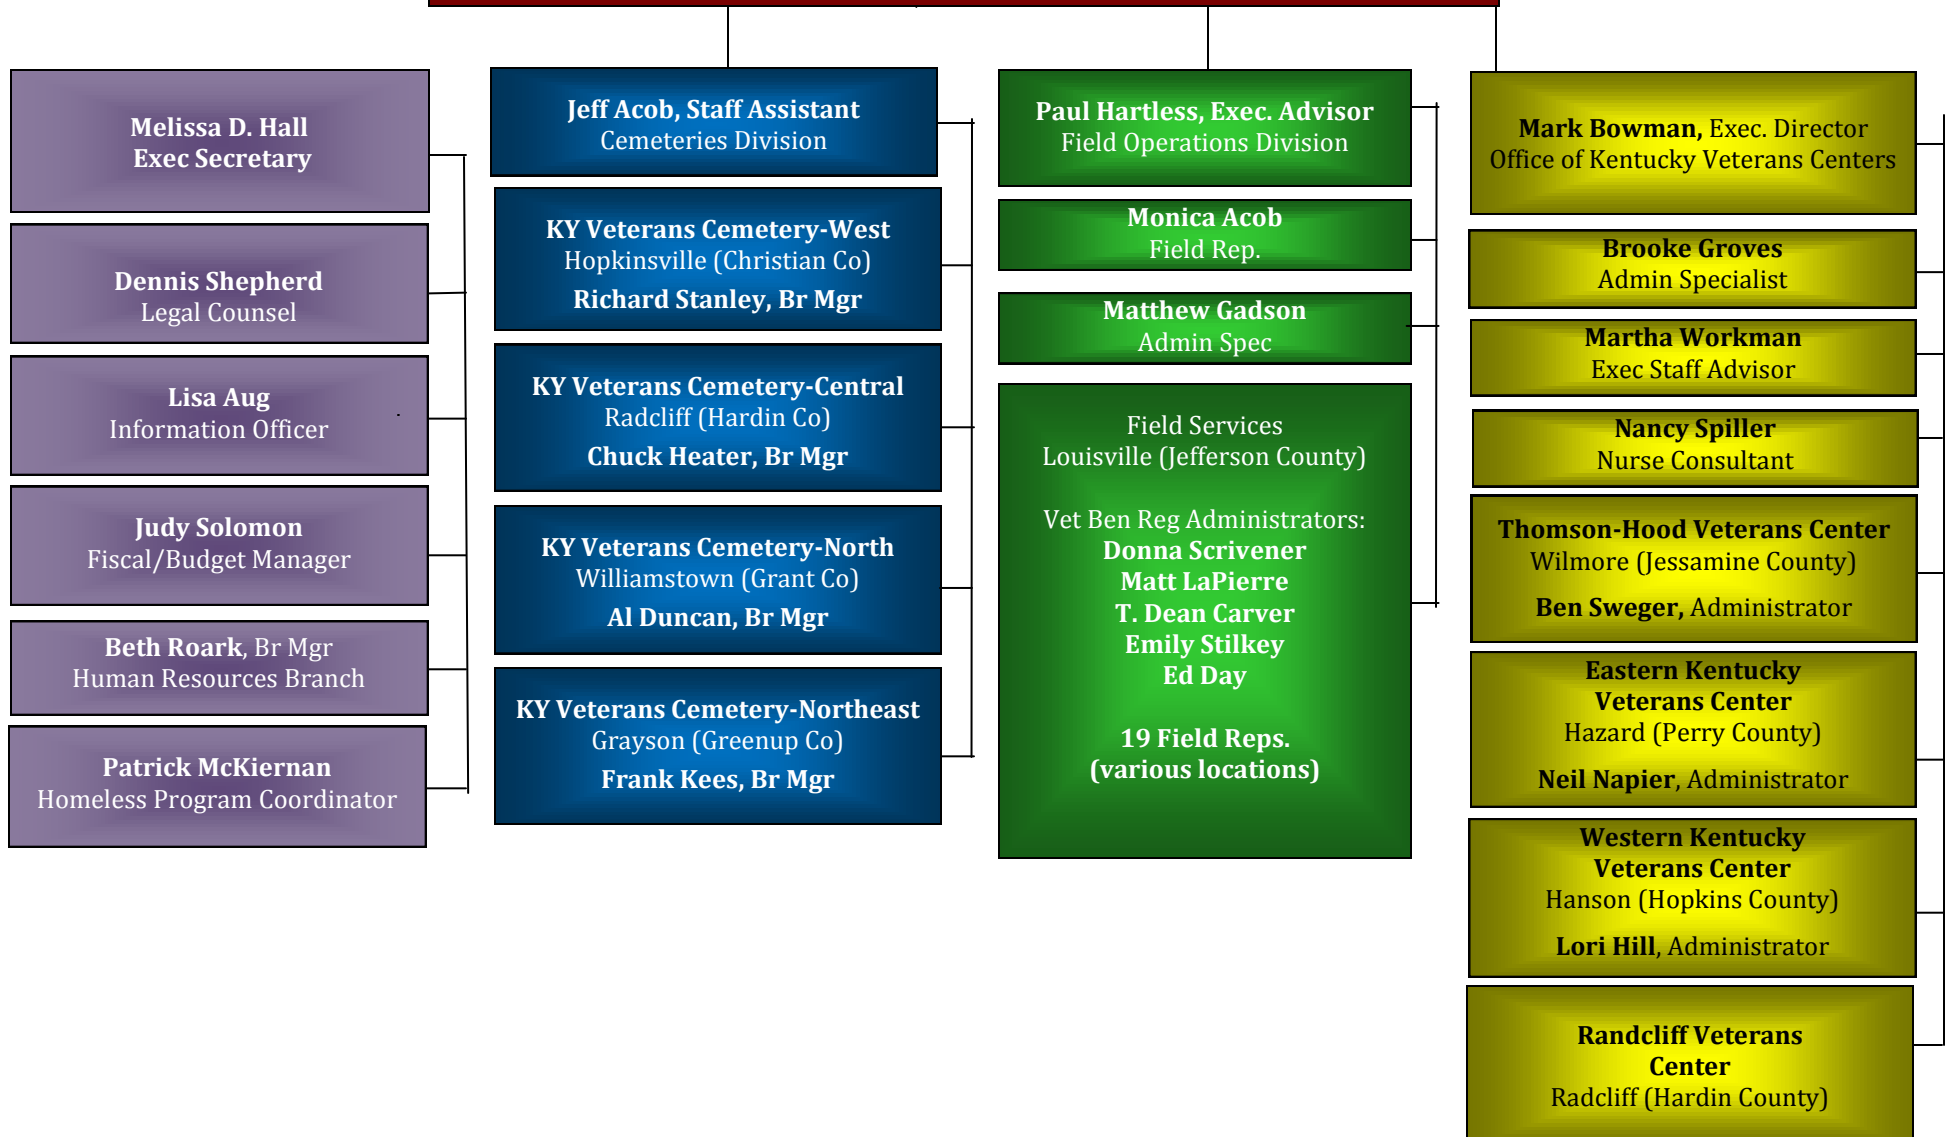 Melissa D. Hall
Exec Secretary
Dennis Shepherd
Legal Counsel
Lisa Aug
Information Officer
Judy Solomon
Fiscal/Budget Manager
Beth Roark, Br Mgr
Human Resources Branch
Patrick McKiernan
Homeless Program Coordinator
Jeff Acob, Staff Assistant
Cemeteries Division
KY Veterans Cemetery-West
Hopkinsville (Christian Co)
Richard Stanley, Br Mgr
KY Veterans Cemetery-Central
Radcliff (Hardin Co)
Chuck Heater, Br Mgr
KY Veterans Cemetery-North
Williamstown (Grant Co)
Al Duncan, Br Mgr
KY Veterans Cemetery-Northeast
Grayson (Greenup Co)
Frank Kees, Br Mgr
Paul Hartless, Exec. Advisor
Field Operations Division
Monica Acob
Field Rep.
Matthew Gadson
Admin Spec
Field Services
Louisville (Jefferson County)
Vet Ben Reg Administrators:
Donna Scrivener
Matt LaPierre
T. Dean Carver
Emily Stilkey
Ed Day
19 Field Reps.
(various locations)
Mark Bowman, Exec. Director
Office of Kentucky Veterans Centers
Brooke Groves
Admin Specialist
Martha Workman
Exec Staff Advisor
Nancy Spiller
Nurse Consultant
Thomson-Hood Veterans Center
Wilmore (Jessamine County)
Ben Sweger, Administrator
Eastern Kentucky
Veterans Center
Hazard (Perry County)
Neil Napier, Administrator
Western Kentucky
Veterans Center
Hanson (Hopkins County)
Lori Hill, Administrator
Randcliff Veterans
Center
Radcliff (Hardin County)